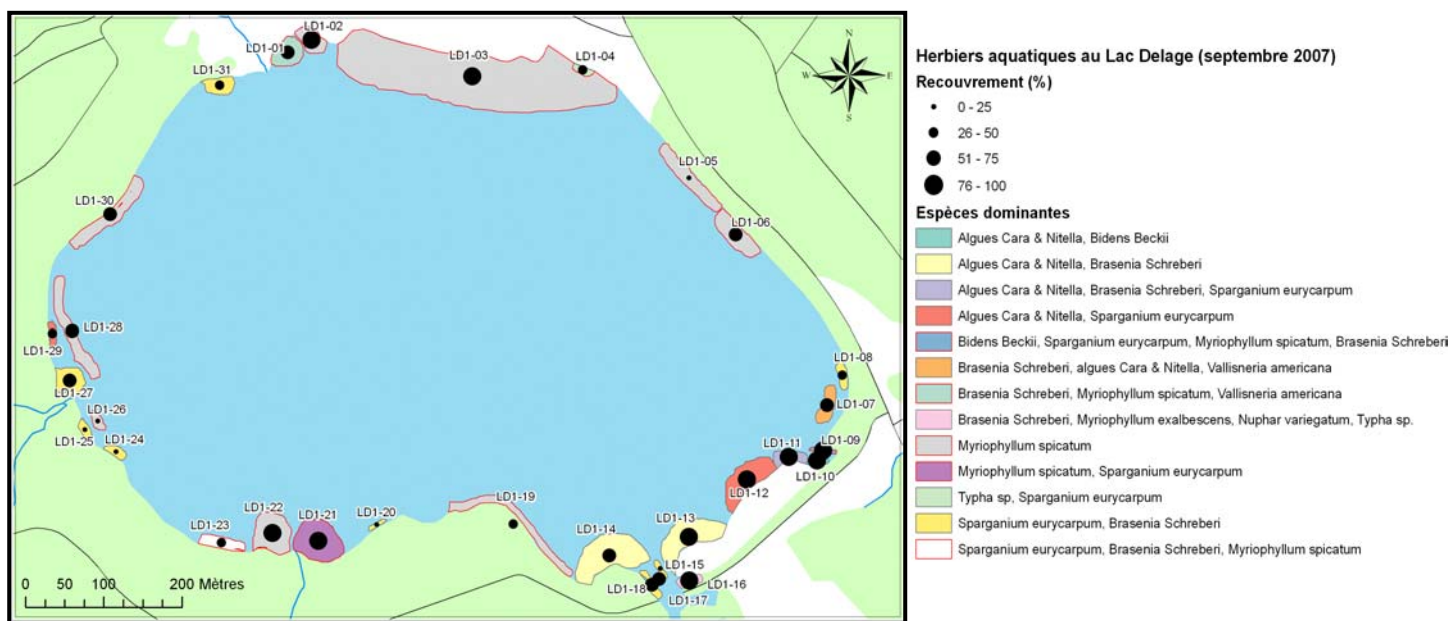 LD1-02
LD1-01
LD1-03
LD1-04
LD1-31
N
W E
S
LD1-05
LD1-30
LD1-06
LD1-28
LD1-29
LD1-08
LD1-27
LD1-07
LD1-26
LD1-25
LD1-24
LD1-11
LD1-09
LD1-10
LD1-12
LD1-19
LD1-22
LD1-21
LD1-20
LD1-23
LD1-14
LD1-13
LD1-15
LD1-16
LD1-18
LD1-17
0 50 100 200 Mètres
Herbiers aquatiques au Lac Delage (septembre 2007)
Recouvrement (%)
0 - 25
26 - 50
51 - 75
76 - 100
Espèces dominantes
Algues Cara & Nitella, Bidens Beckii
Algues Cara & Nitella, Brasenia Schreberi
Algues Cara & Nitella, Brasenia Schreberi, Sparganium eurycarpum
Algues Cara & Nitella, Sparganium eurycarpum
Bidens Beckii, Sparganium eurycarpum, Myriophyllum spicatum, Brasenia Schreberi
Brasenia Schreberi, algues Cara & Nitella, Vallisneria americana
Brasenia Schreberi, Myriophyllum spicatum, Vallisneria americana
Brasenia Schreberi, Myriophyllum exalbescens, Nuphar variegatum, Typha sp.
Myriophyllum spicatum
Myriophyllum spicatum, Sparganium eurycarpum
Typha sp, Sparganium eurycarpum
Sparganium eurycarpum, Brasenia Schreberi
Sparganium eurycarpum, Brasenia Schreberi, Myriophyllum spicatum